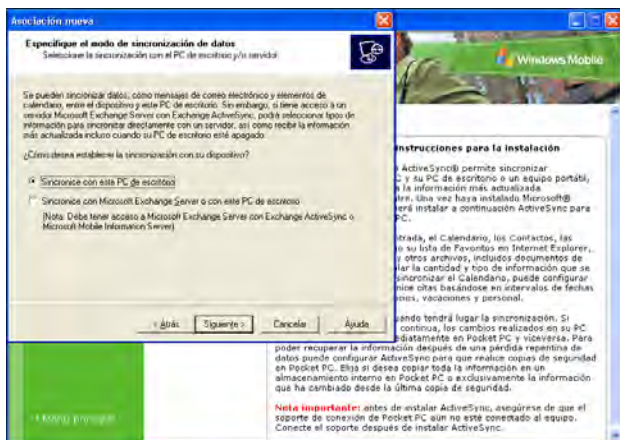 Asociación nueva
Especifique el modo de sincronización de datos
Seleccione la sincronización con el PC de escritorio y/o servidor
Se pueden sincronizar datos, como mensajes de correo electrónico y elementos de
calendario, entre el dispositivo y este PC de escritorio. Sin embargo, si tiene acceso a un
servidor Microsoft Exchange Server con Exchange ActiveSync, podrá seleccionar tipos de
información para sincronizar directamente con un servidor, así como recibir la información
más actualizada incluso cuando su PC de escritorio esté apagado.
¿Cómo desea establecer la sincronización con su dispositivo?
Sincronice con este PC de escritorio
Sincronice con Microsoft Exchange Server o con este PC de escritorio
(Nota: Debe tener acceso a Microsoft Exchange Server con Exchange ActiveSync o
Microsoft Mobile Information Server)
< Atrás
Siguiente >
Cancelar
Ayuda
Windows Mobile
Instrucciones para la instalación
ActiveSync® permite sincronizar
y su PC de escritorio o un equipo portátil,
a la información más actualizada
Una vez haya instalado Microsoft®
instalar a continuación ActiveSync para
PC.
el Calendario, los Contactos, las
o su lista de Favoritos en Internet Explorer,
y otros archivos, incluidos documentos de
la cantidad y tipo de información que se
sincronizar el Calendario, puede configurar
citas basándose en intervalos de fechas
vacaciones y personal.
tendrá lugar la sincronización. Si
continua, los cambios realizados en su PC
en Pocket PC y viceversa. Para
poder recuperar la información después de una pérdida repentina de
datos puede configurar ActiveSync para que realice copias de seguridad
en Pocket PC. Elija si desea copiar toda la información en un
almacenamiento interno en Pocket PC o exclusivamente la información
que ha cambiado desde la última copia de seguridad.
Nota importante: antes de instalar ActiveSync, asegúrese de que el
soporte de conexión de Pocket PC aún no esté conectado al equipo.
Conecte el soporte después de instalar ActiveSync.
Menú principal